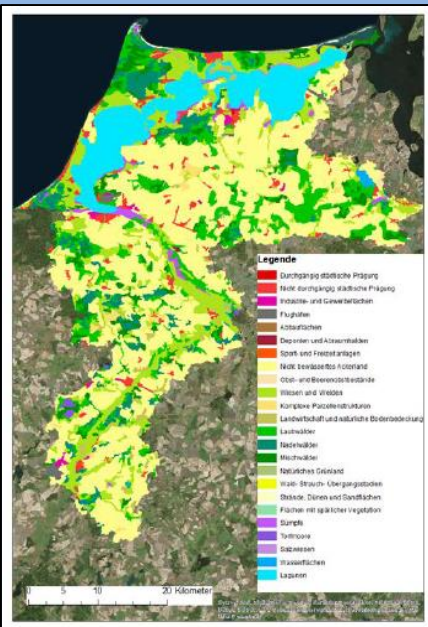 Legende
Durchgängig städtische Prägung
Nicht durchgängig städtische Prägung
Industrie- und Gewerbeflächen
Flughäfen
Abbauflächen
Deponien und Abraumhalden
Sport- und Freizeitanlagen
Nicht bewässertes Ackerland
Obst- und Beerenobstbestände
Wiesen und Weiden
Komplexe Parzellenstrukturen
Landwirtschaft und natürliche Bodenbedeckung
Laubwälder
Nadelwälder
Mischwälder
Natürliches Grünland
Wald- Strauch- Übergangsstadien
Strände, Dünen und Sandflächen
Flächen mit spärlicher Vegetation
Sümpfe
Torfmoore
Salzwiesen
Wasserflächen
Lagunen
0 5 10 20 Kilometer